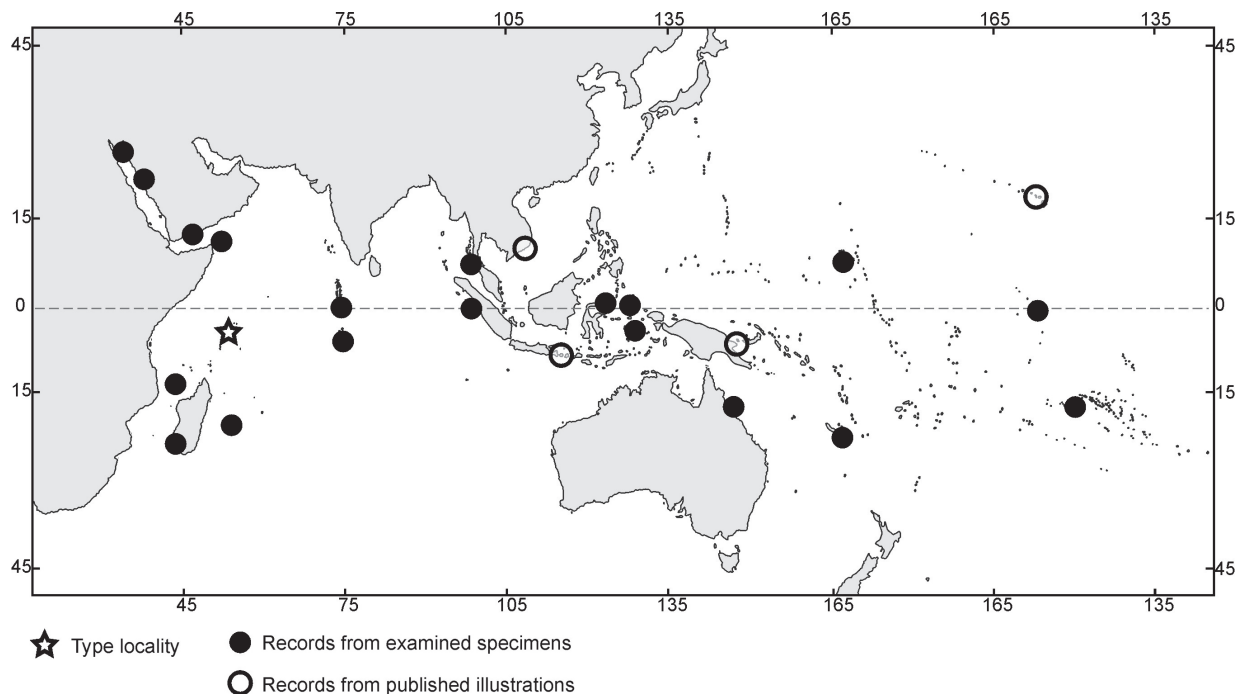 45 75 105 135 165 165 135
45 45
15 15
0 0
15 15
45 45
45 75 105 135 165 165 135
Type locality Records from examined specimens
Records from published illustrations